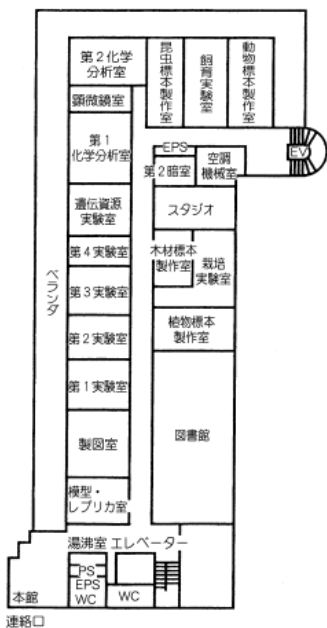 第２化学
分析室
昆虫標本製作室
飼育実験室
動物標本製作室
顕微鏡室
EPS
EV
第１
化学分析室
第２暗室
空調
機械室
遺伝資源
実験室
スタジオ
第４実験室
木材標本
製作室
栽培
実験室
ベランダ
第３実験室
第２実験室
植物標本
製作室
第１実験室
製図室
図書館
模型・
レプリカ室
湯沸室 エレベーター
PS
EPS
WC
WC
本館
連絡口